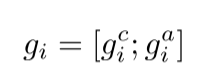 $g_i = [g_i^c; g_i^a]$